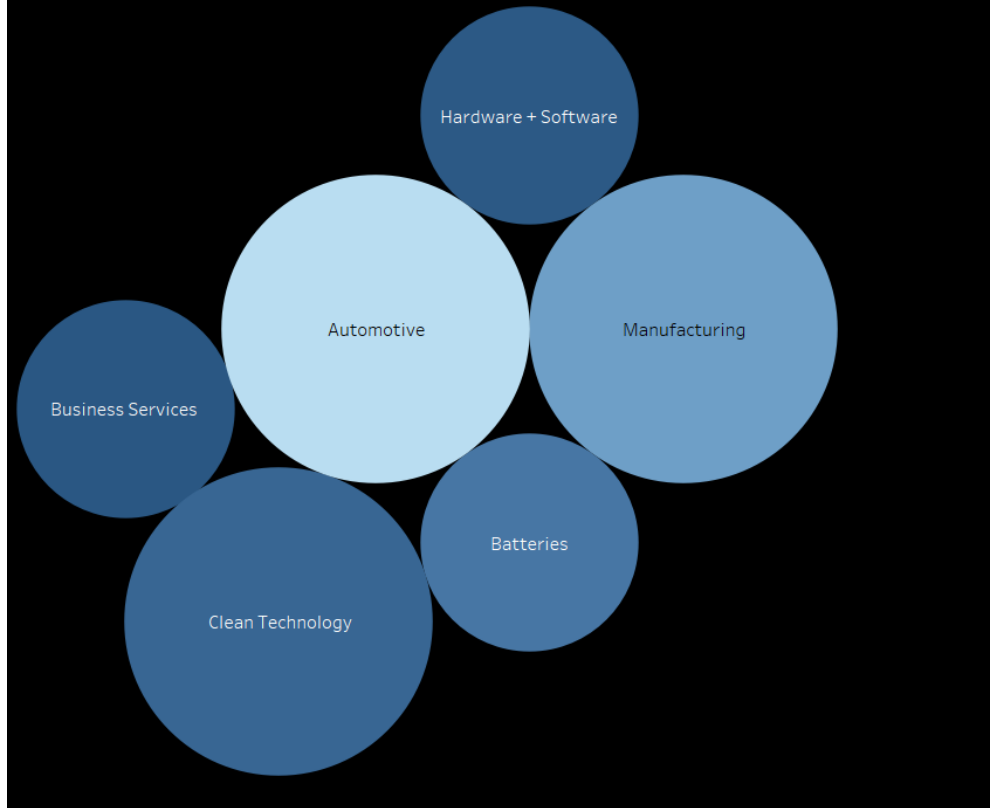 Hardware + Software
Automotive
Manufacturing
Business Services
Batteries
Clean Technology